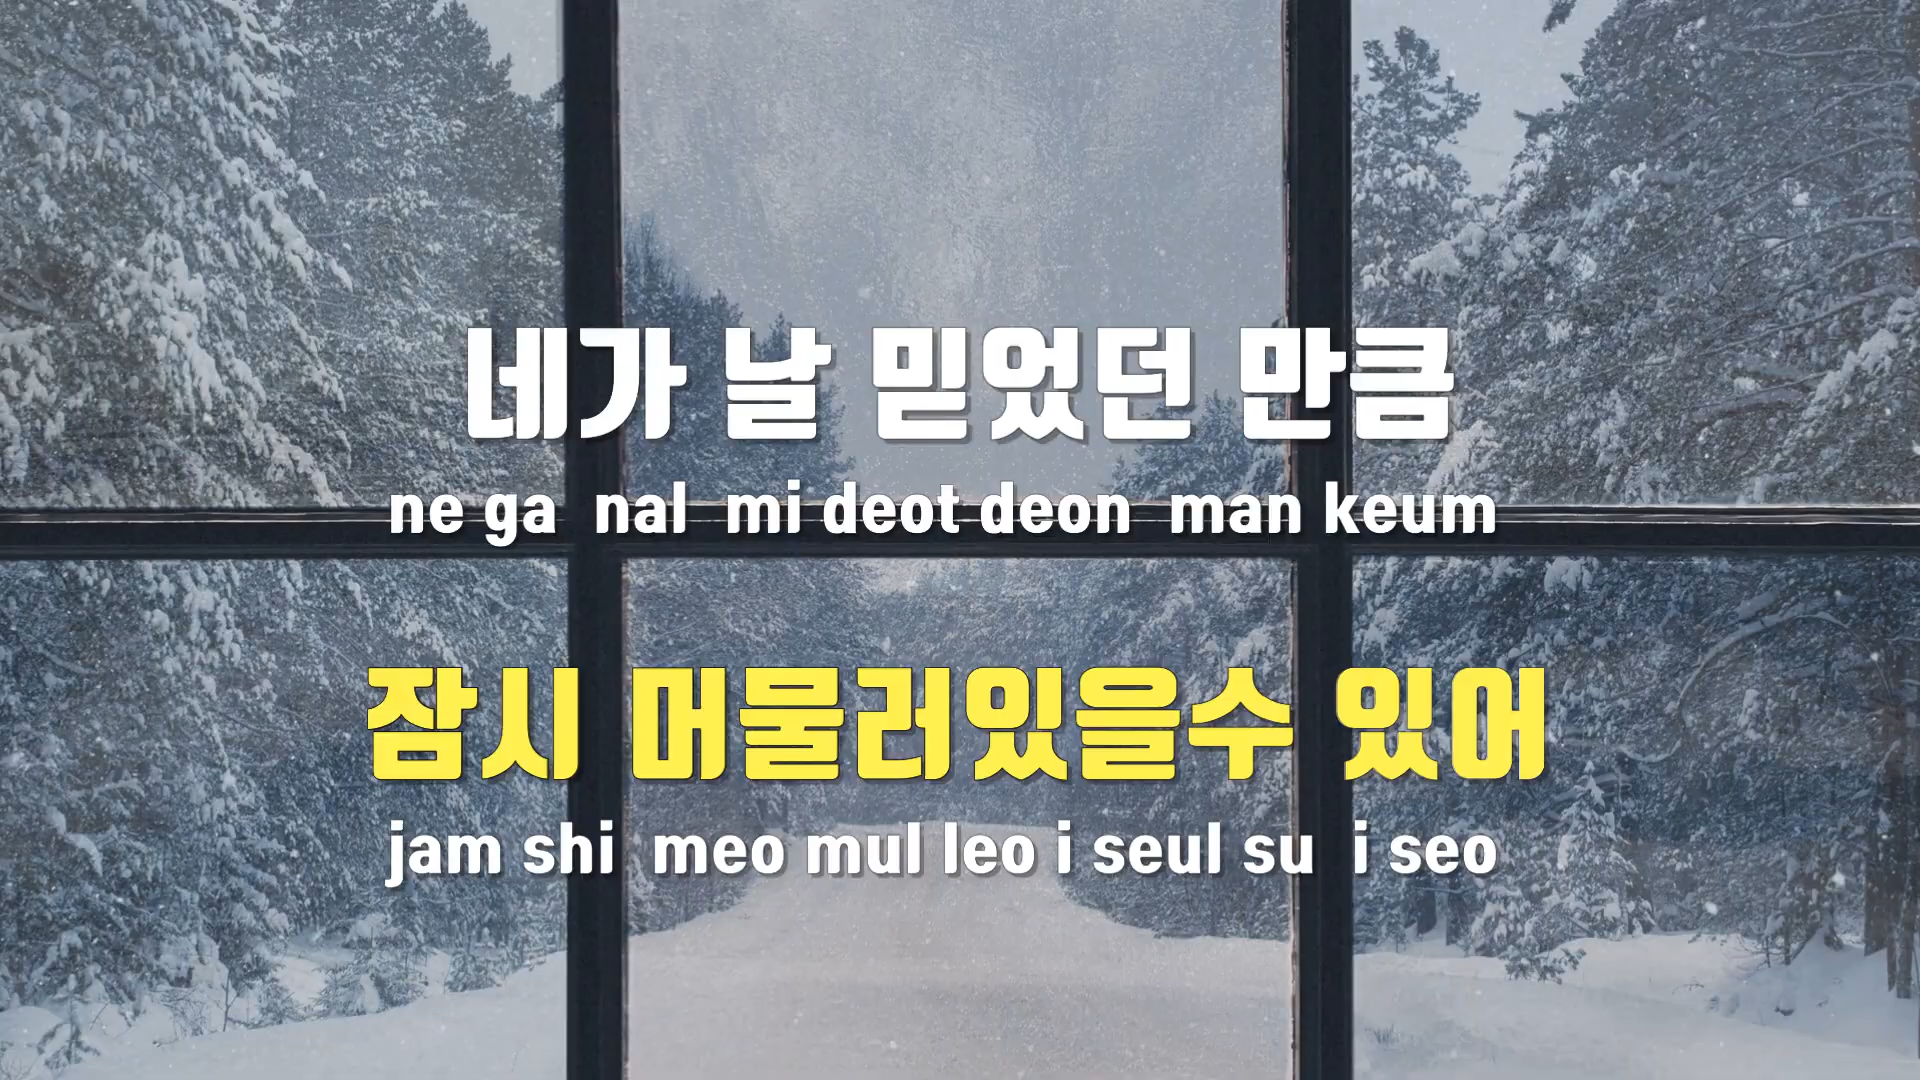 네가 날 믿었던 만큼
ne ga nal mi deot deon man keum
잠시 머물러있을수 있어
jam shi meo mul leo i seul su i seo